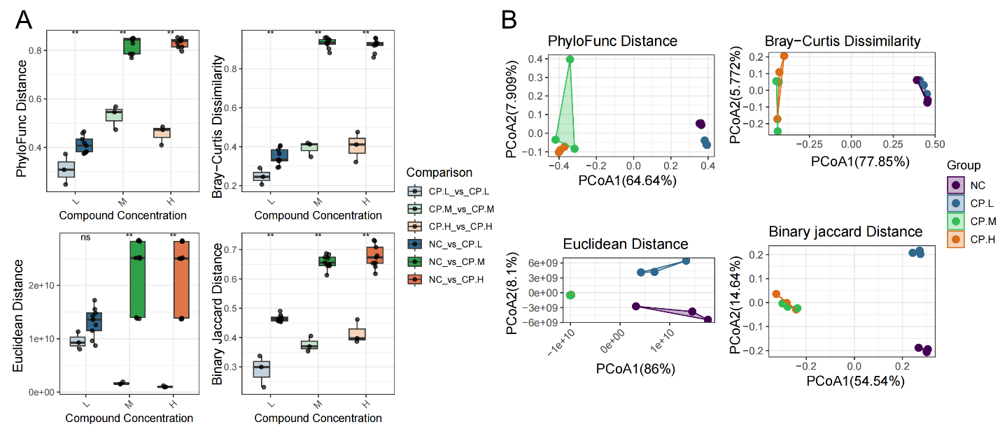 A
B
**
**
**
PhyloFunc Distance
0.8
0.6
0.4
L
M
H
Compound Concentration
**
**
**
Bray−Curtis Dissimilarity
0.8
0.6
0.4
0.2
L
M
H
Compound Concentration
ns
**
**
Euclidean Distance
2e+10
1e+10
0e+00
L
M
H
Compound Concentration
**
**
**
Binary Jaccard Distance
0.7
0.6
0.5
0.4
0.3
L
M
H
Compound Concentration
Comparison
CP.L_vs_CP.L
CP.M_vs_CP.M
CP.H_vs_CP.H
NC_vs_CP.L
NC_vs_CP.M
NC_vs_CP.H
PhyloFunc Distance
PCoA2(7.909%)
0.4
0.3
0.2
0.1
0.0
−0.1
−0.4
−0.2
0.0
0.2
0.4
PCoA1(64.64%)
Bray−Curtis Dissimilarity
PCoA2(5.772%)
0.2
0.1
0.0
−0.1
−0.2
−0.25
0.00
0.25
0.50
PCoA1(77.85%)
Euclidean Distance
PCoA2(8.1%)
6e+09
3e+09
0e+00
−3e+09
−6e+09
−1e+10
0e+00
1e+10
PCoA1(86%)
Binary jaccard Distance
PCoA2(14.64%)
0.2
0.1
0.0
−0.1
−0.2
−0.2
0.0
0.2
PCoA1(54.54%)
Group
NC
CP.L
CP.M
CP.H